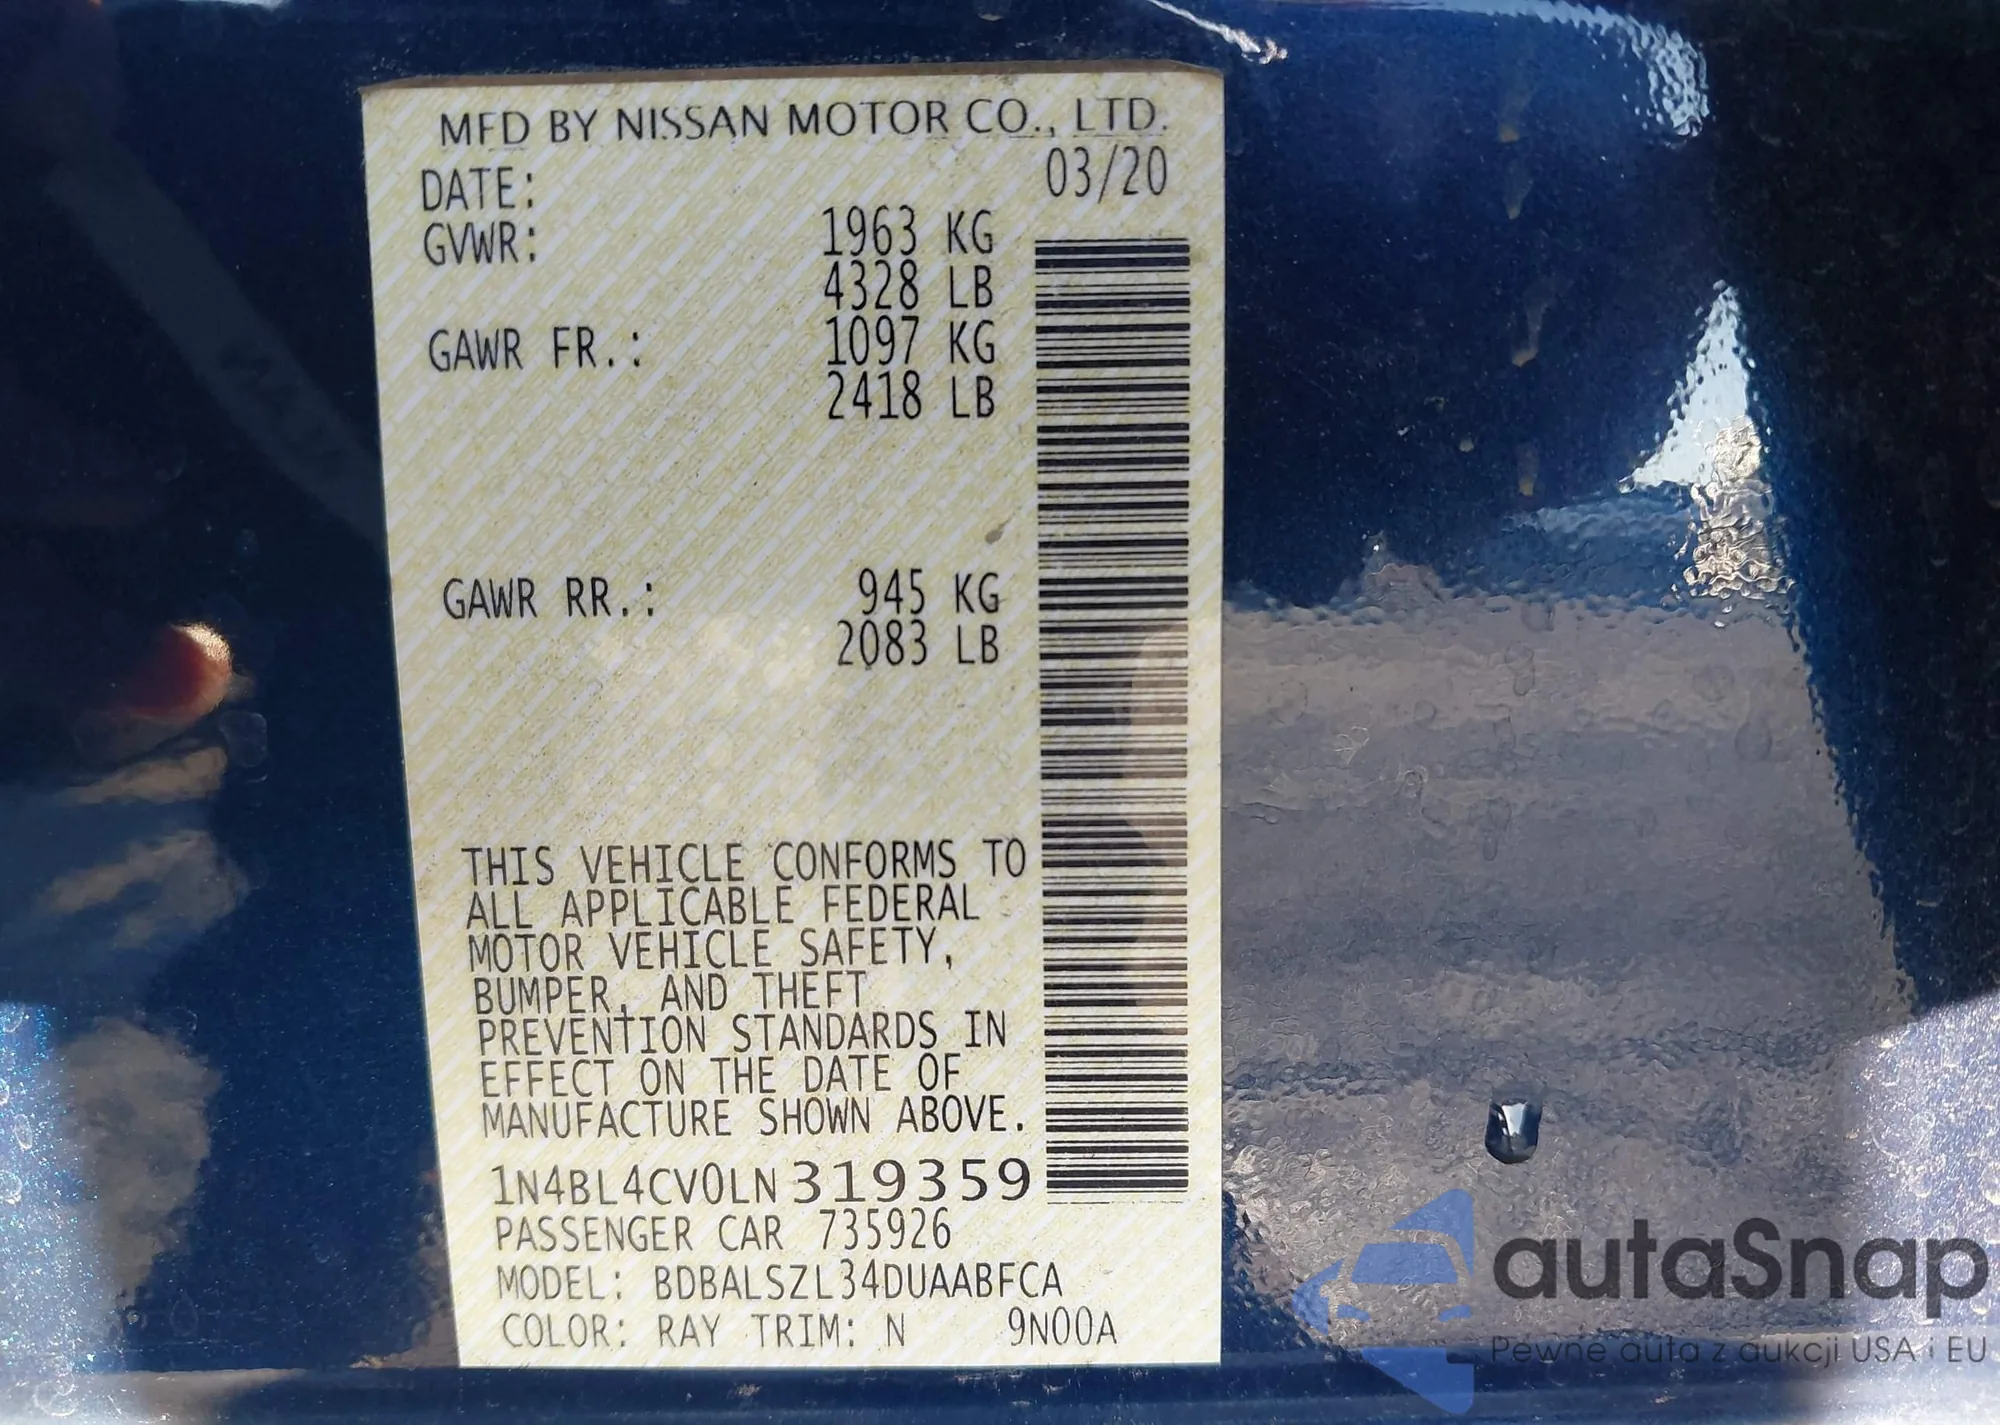 MFD BY NISSAN MOTOR CO., LTD.
DATE: 03/20
GVWR: 1963 KG
4328 LB
GAWR FR.: 1097 KG
2418 LB
GAWR RR.: 945 KG
2083 LB
THIS VEHICLE CONFORMS TO
ALL APPLICABLE FEDERAL
MOTOR VEHICLE SAFETY,
BUMPER, AND THEFT
PREVENTION STANDARDS IN
EFFECT ON THE DATE OF
MANUFACTURE SHOWN ABOVE.
1N4BL4CV0LN319359
PASSENGER CAR 735926
MODEL: BDBALSZL34DUAABFCA
COLOR: RAY TRIM: N 9N00A
autaSnap
Pewne auta z aukcji USA i EU